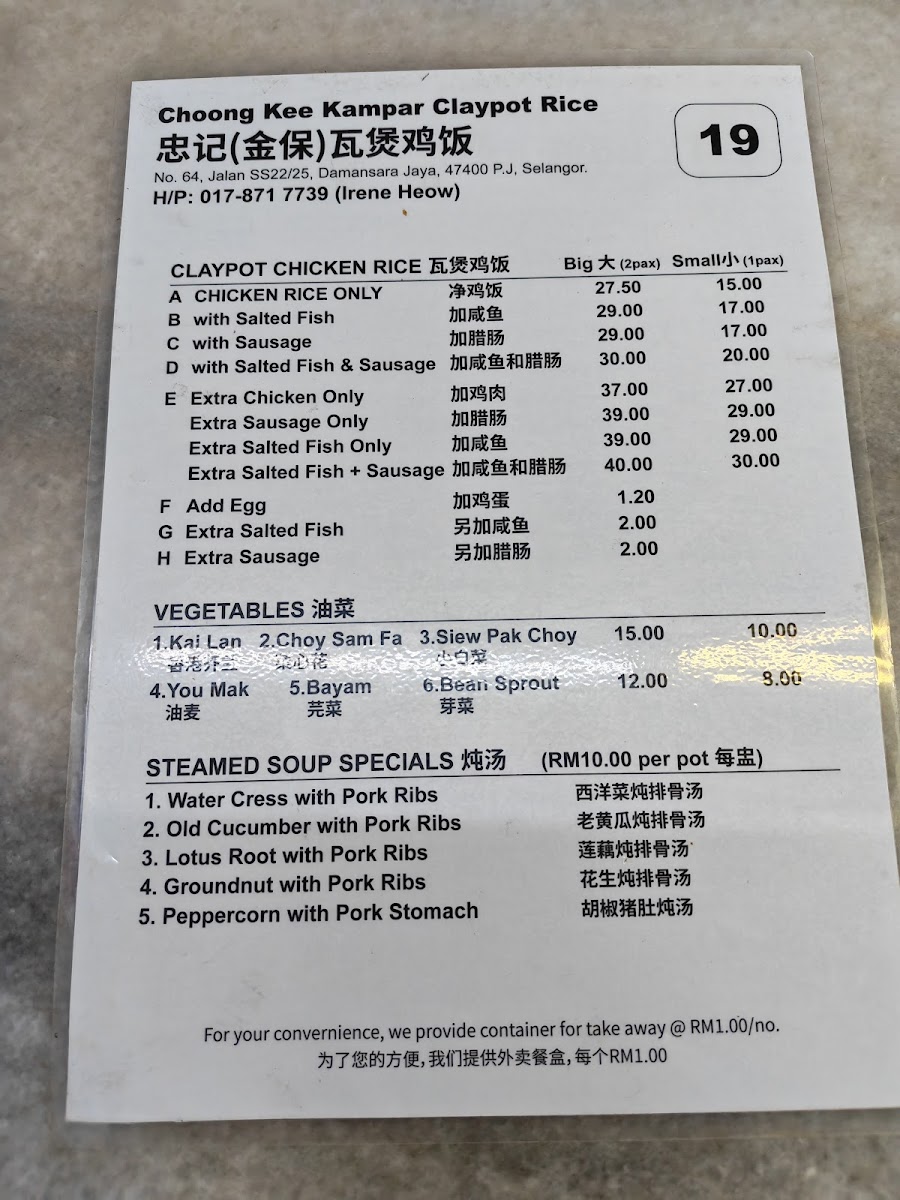 Choong Kee Kampar Claypot Rice
忠记(金保)瓦煲鸡饭
19
No. 64, Jalan SS22/25, Damansara Jaya, 47400 P.J, Selangor.
H/P: 017-871 7739 (Irene Heow)
CLAYPOT CHICKEN RICE 瓦煲鸡饭 Big 大 (2pax) Small小 (1pax)
A CHICKEN RICE ONLY 净鸡饭 27.50 15.00
B with Salted Fish 加咸鱼 29.00 17.00
C with Sausage 加腊肠 29.00 17.00
D with Salted Fish & Sausage 加咸鱼和腊肠 30.00 20.00
E Extra Chicken Only 加鸡肉 37.00 27.00
Extra Sausage Only 加腊肠 39.00 29.00
Extra Salted Fish Only 加咸鱼 39.00 29.00
Extra Salted Fish + Sausage 加咸鱼和腊肠 40.00 30.00
F Add Egg 加鸡蛋 1.20
G Extra Salted Fish 另加咸鱼 2.00
H Extra Sausage 另加腊肠 2.00
VEGETABLES 油菜
1.Kai Lan 2.Choy Sam Fa 3.Siew Pak Choy 15.00 10.00
菜心花 小白菜
4.You Mak 5.Bayam 6.Bean Sprout 12.00 8.00
油麦 苋菜 芽菜
STEAMED SOUP SPECIALS 炖汤 (RM10.00 per pot 每盅)
1. Water Cress with Pork Ribs 西洋菜炖排骨汤
2. Old Cucumber with Pork Ribs 老黄瓜炖排骨汤
3. Lotus Root with Pork Ribs 莲藕炖排骨汤
4. Groundnut with Pork Ribs 花生炖排骨汤
5. Peppercorn with Pork Stomach 胡椒猪肚炖汤
For your convernience, we provide container for take away @ RM1.00/no.
为了您的方便，我们提供外卖餐盒，每个RM1.00